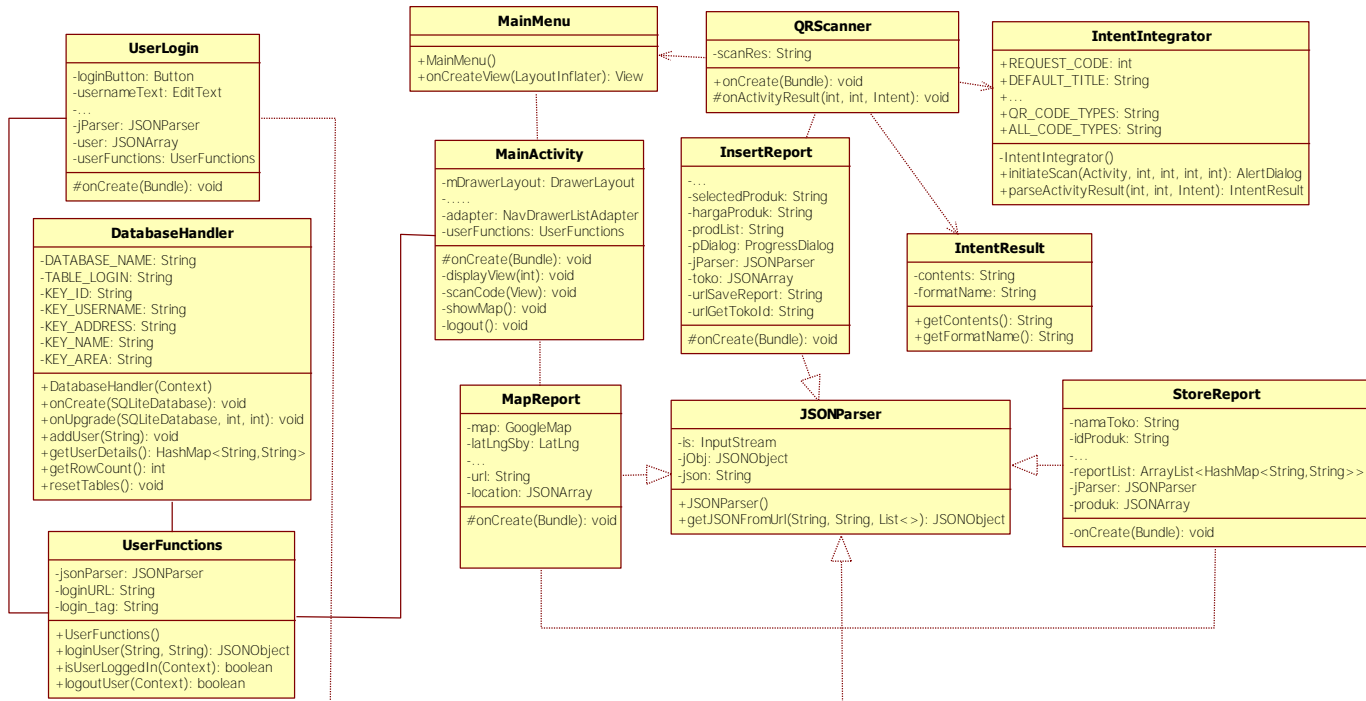 UserLogin
-loginButton: Button
-usernameText: EditText
-...
-jParser: JSONParser
-user: JSONArray
-userFunctions: UserFunctions
#onCreate(Bundle): void
MainMenu
+MainMenu()
+onCreateView(LayoutInflater): View
QRScanner
-scanRes: String
+onCreate(Bundle): void
#onActivityResult(int, int, Intent): void
IntentIntegrator
+REQUEST_CODE: int
+DEFAULT_TITLE: String
+...
+QR_CODE_TYPES: String
+ALL_CODE_TYPES: String
-IntentIntegrator()
+initiateScan(Activity, int, int, int, int): AlertDialog
+parseActivityResult(int, int, Intent): IntentResult
MainActivity
-mDrawerLayout: DrawerLayout
-.....
-adapter: NavDrawerListAdapter
-userFunctions: UserFunctions
#onCreate(Bundle): void
-displayView(int): void
-scanCode(View): void
-showMap(): void
-logout(): void
InsertReport
-...
-selectedProduk: String
-hargaProduk: String
-prodList: String
-pDialog: ProgressDialog
-jParser: JSONParser
-toko: JSONArray
-urlSaveReport: String
-urlGetTokoId: String
#onCreate(Bundle): void
IntentResult
-contents: String
-formatName: String
+getContents(): String
+getFormatName(): String
DatabaseHandler
-DATABASE_NAME: String
-TABLE_LOGIN: String
-KEY_ID: String
-KEY_USERNAME: String
-KEY_ADDRESS: String
-KEY_NAME: String
-KEY_AREA: String
+DatabaseHandler(Context)
+onCreate(SQLiteDatabase): void
+onUpgrade(SQLiteDatabase, int, int): void
+addUser(String): void
+getUserDetails(): HashMap<String,String>
+getRowCount(): int
+resetTables(): void
MapReport
-map: GoogleMap
-latLngSby: LatLng
-...
-url: String
-location: JSONArray
#onCreate(Bundle): void
JSONParser
-is: InputStream
-jObj: JSONObject
-json: String
+JSONParser()
+getJSONFromUrl(String, String, List<>): JSONObject
StoreReport
-namaToko: String
-idProduk: String
-...
-reportList: ArrayList<HashMap<String,String>>
-jParser: JSONParser
-produk: JSONArray
-onCreate(Bundle): void
UserFunctions
-jsonParser: JSONParser
-loginURL: String
-login_tag: String
+UserFunctions()
+loginUser(String, String): JSONObject
+isUserLoggedIn(Context): boolean
+logoutUser(Context): boolean